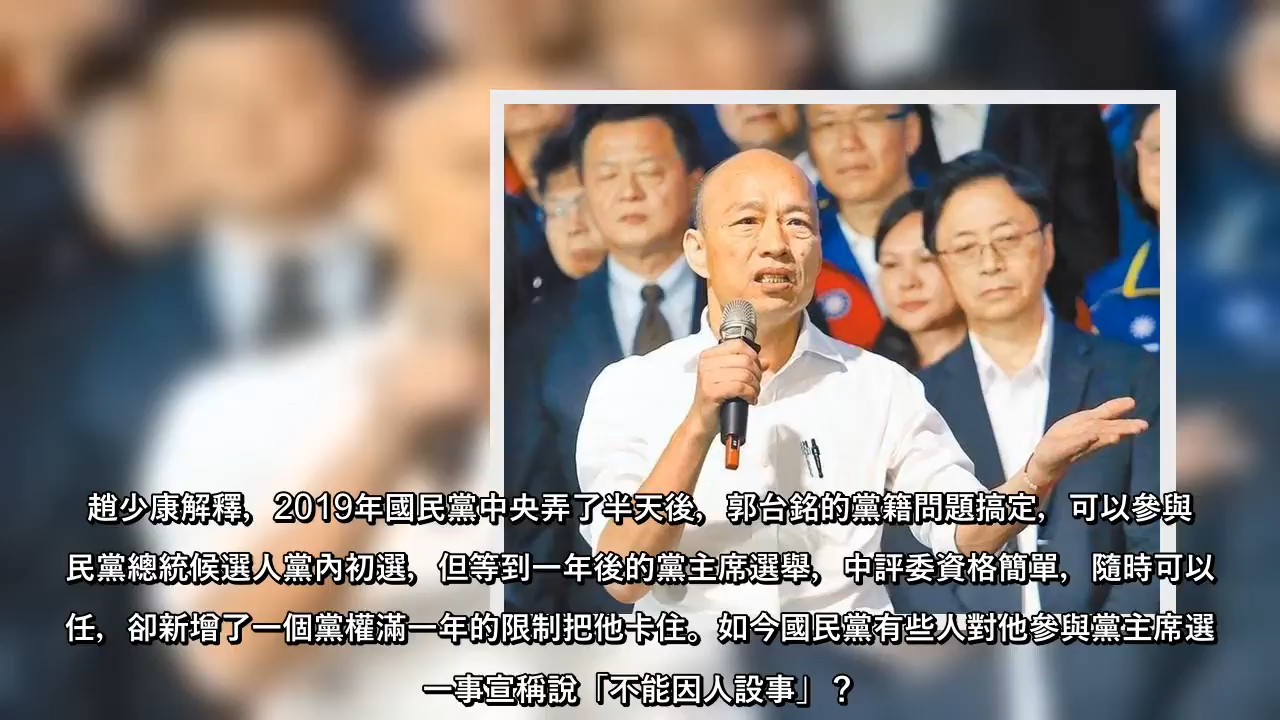 趙少康解釋，2019年國民黨中央弄了半天後，郭台銘的黨籍問題搞定，可以參與
民黨總統候選人黨內初選，但等到一年後的黨主席選舉，中評委資格簡單，隨時可以
任，卻新增了一個黨權滿一年的限制把他卡住。如今國民黨有些人對他參與黨主席選
一事宣稱說「不能因人設事」？